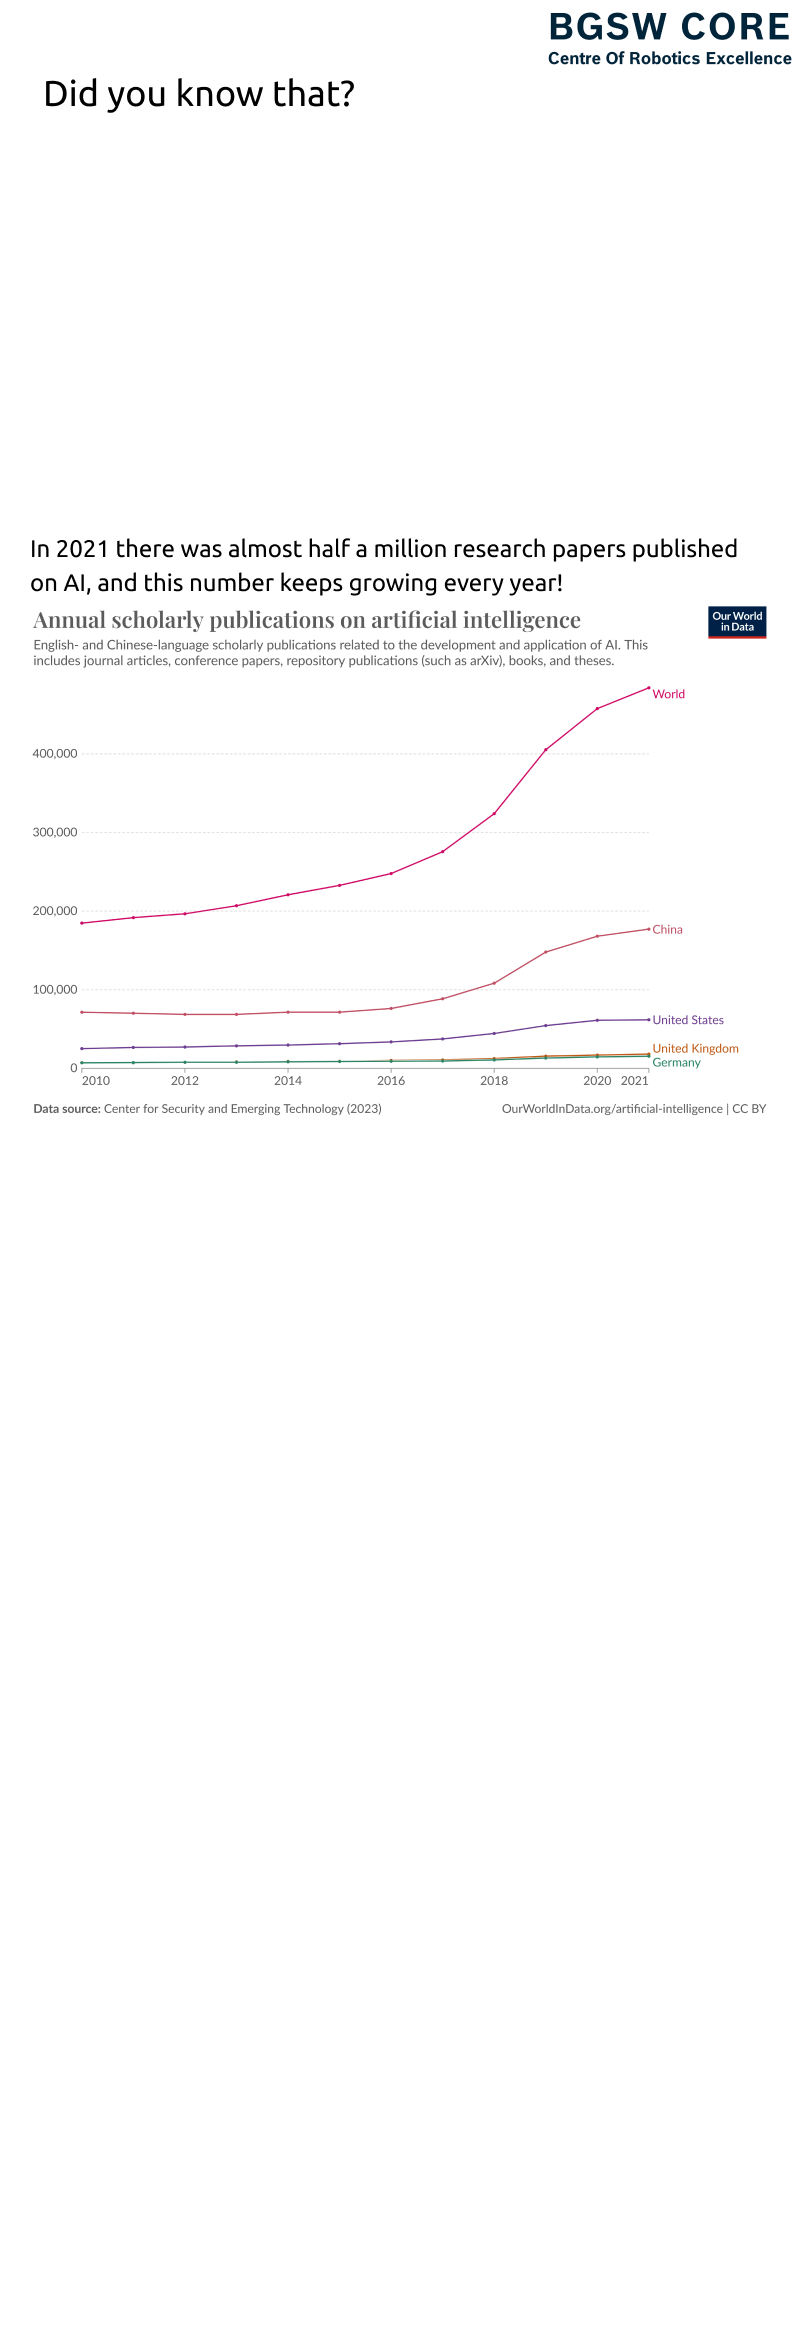 BGSW CORE
Centre Of Robotics Excellence
Did you know that?
In 2021 there was almost half a million research papers published
on AI, and this number keeps growing every year!
Annual scholarly publications on artificial intelligence
Our World
in Data
English- and Chinese-language scholarly publications related to the development and application of AI. This
includes journal articles, conference papers, repository publications (such as arXiv), books, and theses.
World
400,000
300,000
200,000
China
100,000
United States
United Kingdom
Germany
0
2010 2012 2014 2016 2018 2020 2021
Data source: Center for Security and Emerging Technology (2023)
OurWorldInData.org/artificial-intelligence | CC BY